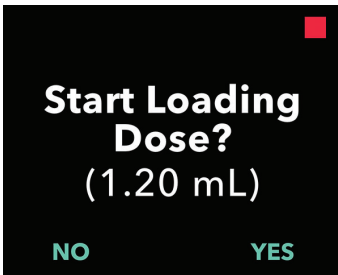 Start Loading
Dose?
(1.20 mL)
NO YES